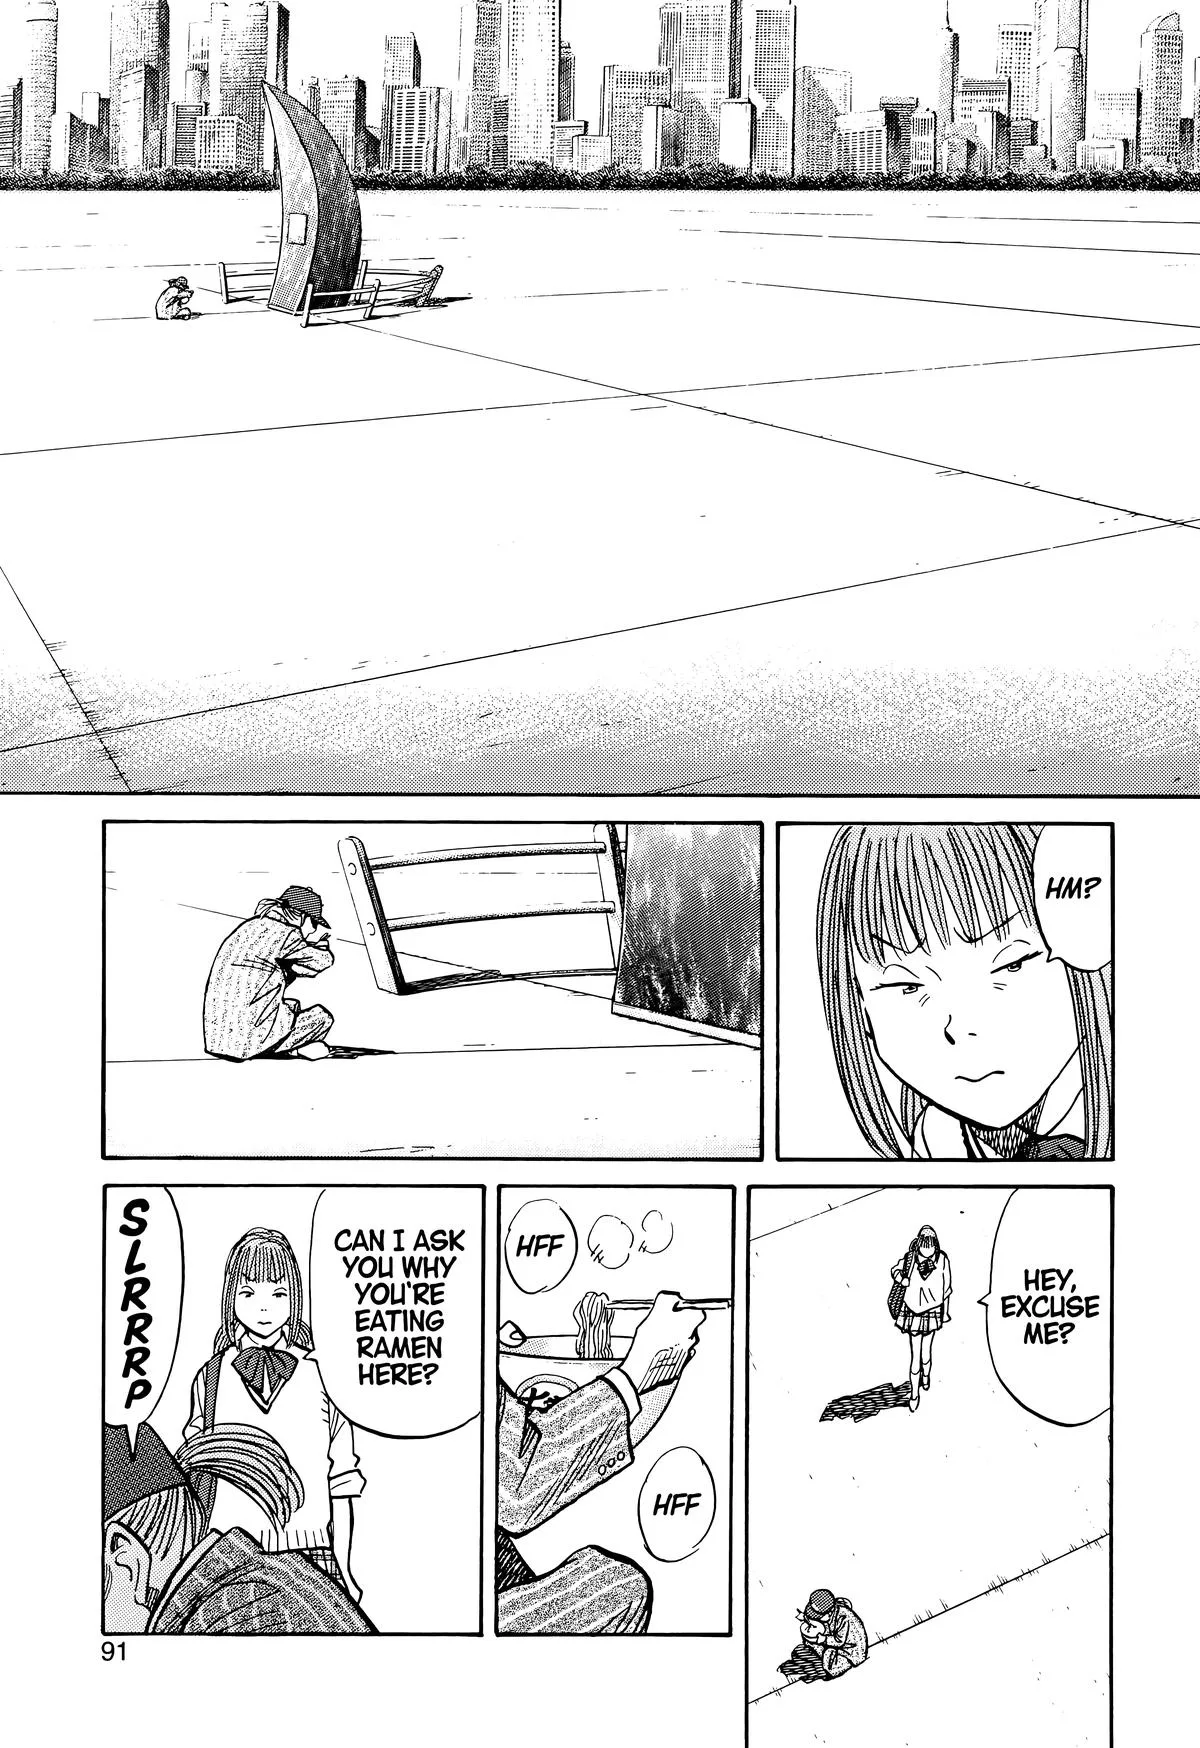 HM?
HEY,
EXCUSE
ME?
HFF
HFF
CAN I ASK
YOU WHY
YOU'RE
EATING
RAMEN
HERE?
SLRRRP
91